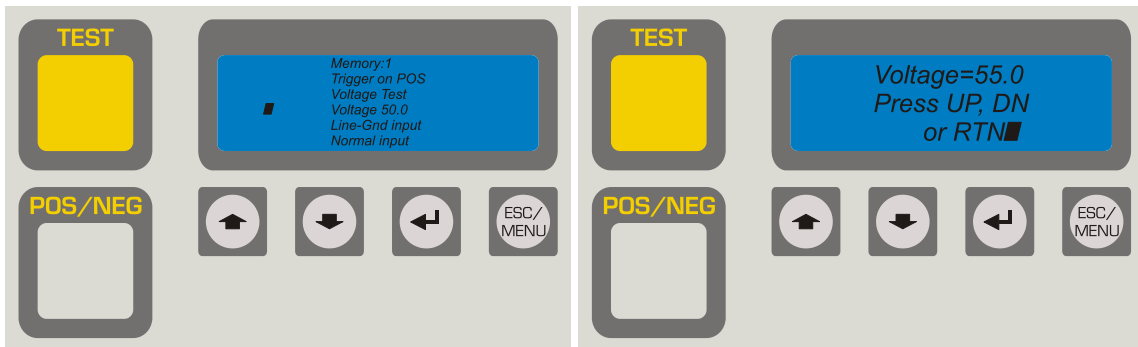 TEST
Memory:1
Trigger on POS
Voltage Test
Voltage 50.0
Line-Gnd input
Normal input
POS/NEG
ESC/
MENU
TEST
Voltage=55.0
Press UP, DN
or RTN
POS/NEG
ESC/
MENU